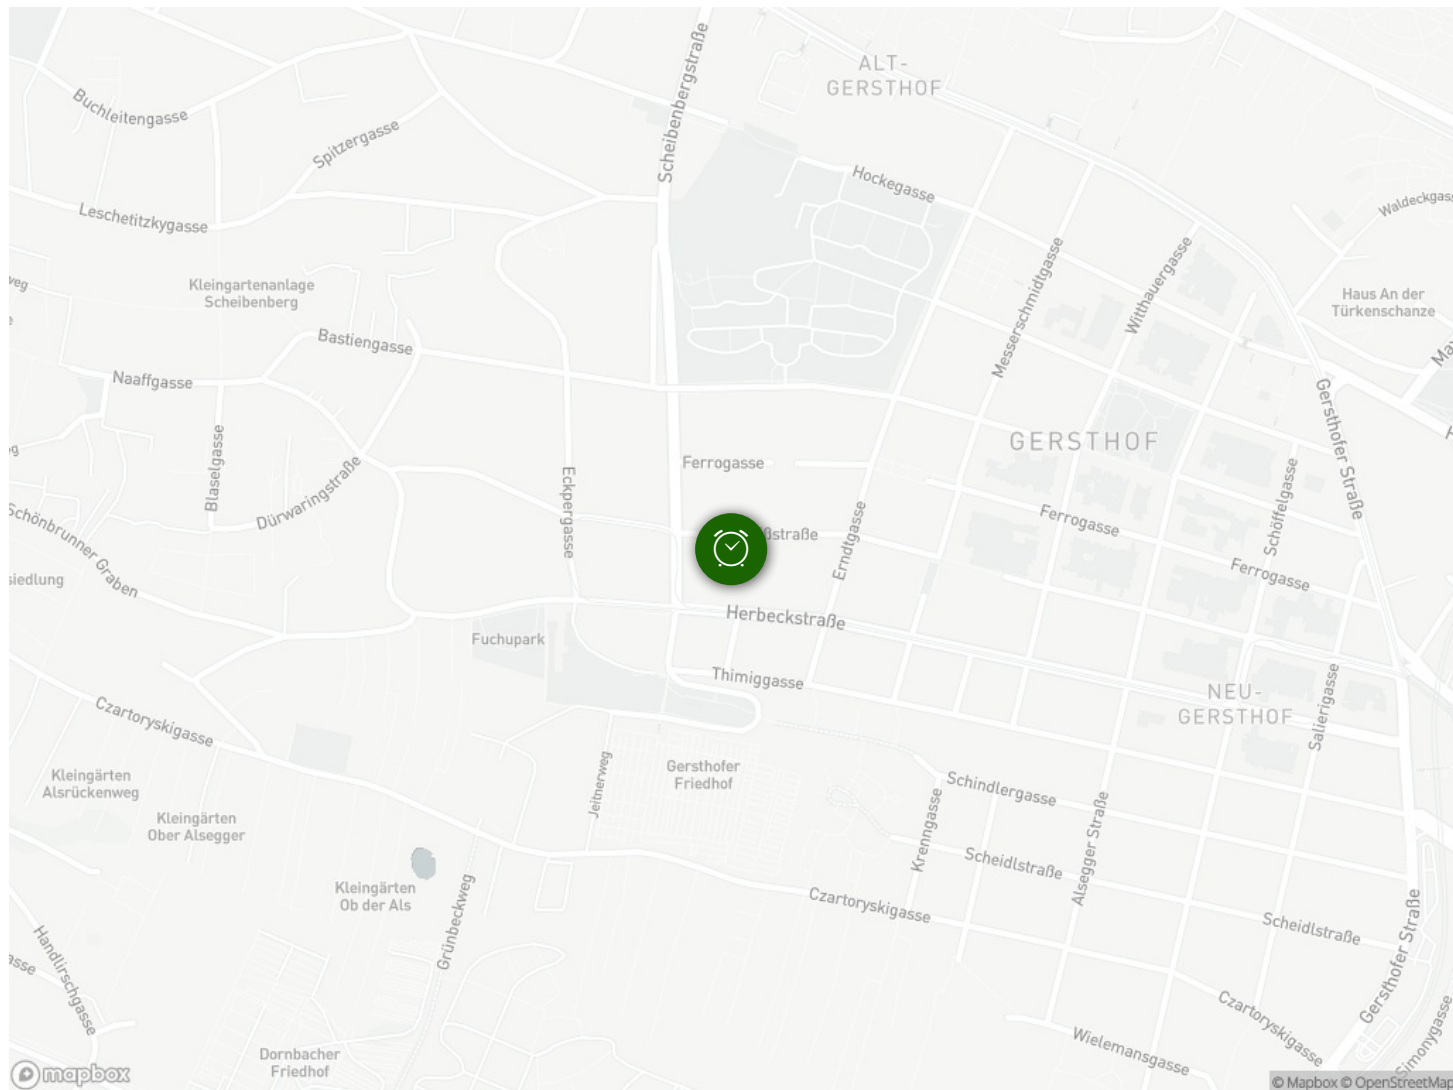 ALT-
GERSTHOF
Scheibenbergstraße
Buchleitengasse
Spitzergasse
Hockegasse
Leschetitzkygasse
Messerschmidtgasse
Witthauergasse
Kleingartenanlage
Scheibenberg
Haus An der
Türkenschanze
Bastiengasse
Naaffgasse
Gersthofer Straße
GERSTHOF
Blaselgasse
Dürwaringstraße
Eckpergasse
Ferrogasse
Erndtgasse
Ferrogasse
Schöffelgasse
Schönbrunner Graben
ßstraße
Ferrogasse
siedlung
Herbeckstraße
Fuchupark
Thimiggasse
NEU-
GERSTHOF
Salierigasse
Czartoryskigasse
Gersthofer
Friedhof
Jeitnerweg
Schindlergasse
Kleingärten
Alsrückenweg
Kleingärten
Ober Alsegger
Krenngasse
Alsegger Straße
Scheidlstraße
Kleingärten
Ob der Als
Grünbeckweg
Czartoryskigasse
Scheidlstraße
Gersthofer Straße
Handlirschgasse
Czartoryskigasse
Wielemansgasse
Simonygasse
Dornbacher
Friedhof
mapbox
© Mapbox © OpenStreetMap